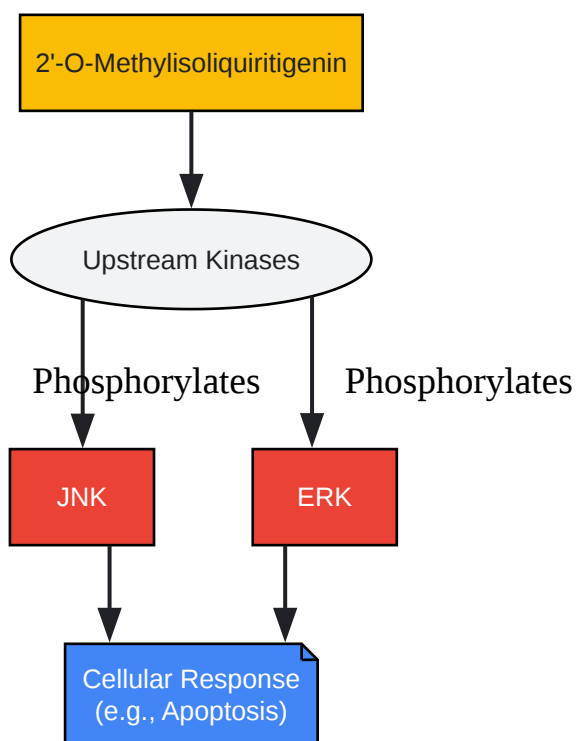 2'-O-Methylisoliquiritigenin
Upstream Kinases
Phosphorylates
Phosphorylates
JNK
ERK
Cellular Response
(e.g., Apoptosis)